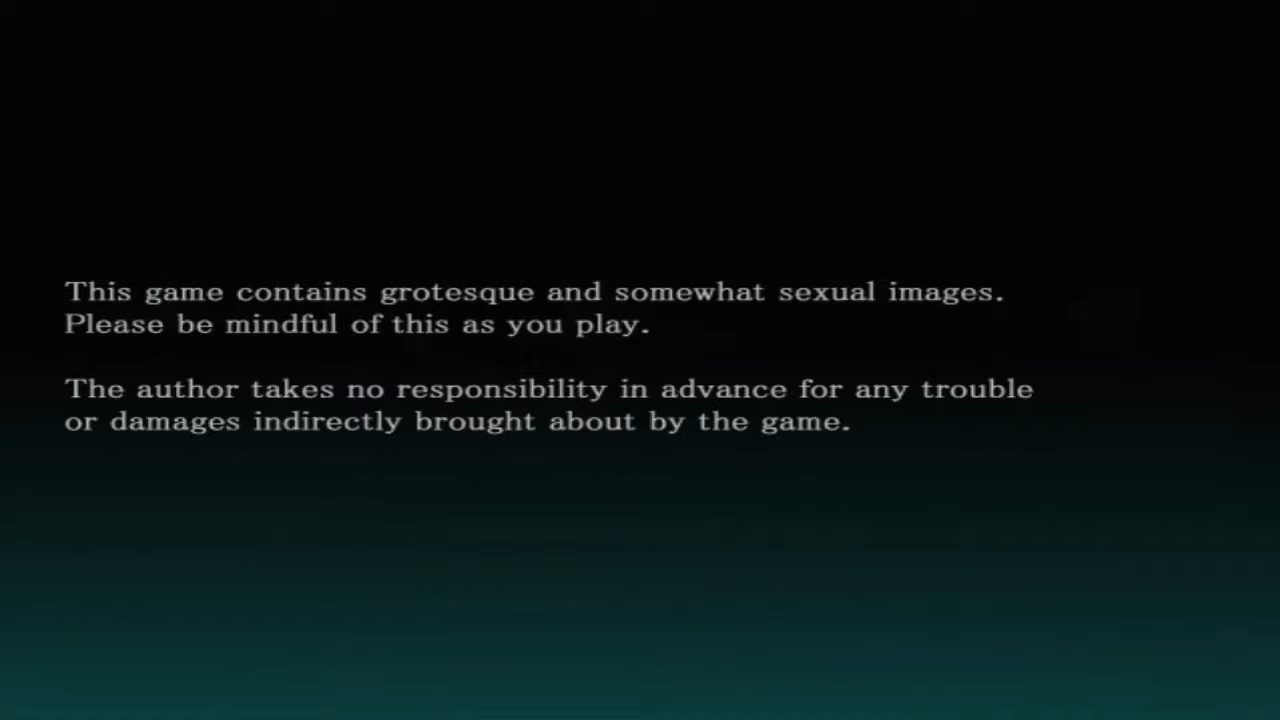 This game contains grotesque and somewhat sexual images.
Please be mindful of this as you play.
The author takes no responsibility in advance for any trouble
or damages indirectly brought about by the game.